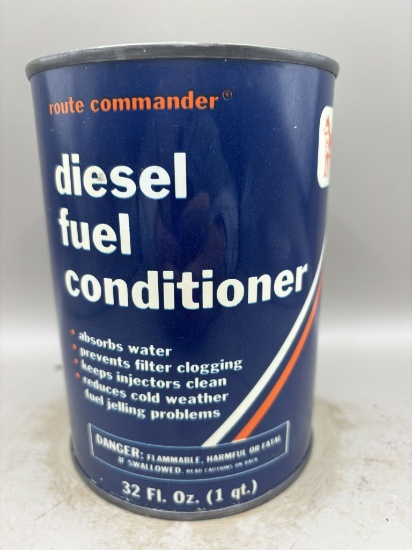 route commander®
diesel
fuel
conditioner
• absorbs water
• prevents filter clogging
• keeps injectors clean
• reduces cold weather
fuel jelling problems
DANGER: FLAMMABLE, HARMFUL OR FATAL
IF SWALLOWED. READ CAUTIONS ON BACK
32 Fl. Oz. (1 qt.)